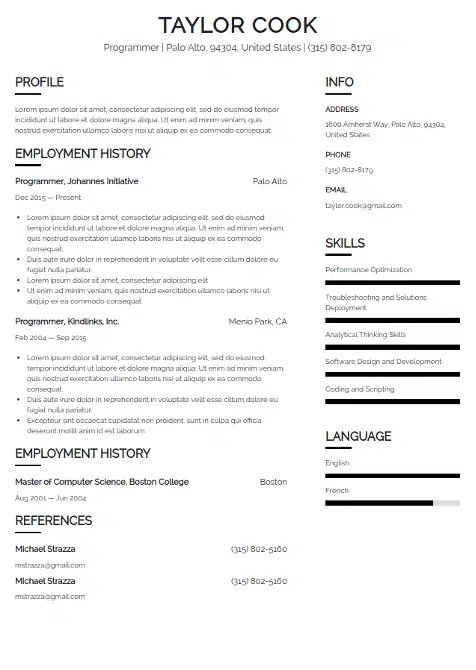 TAYLOR COOK
Programmer | Palo Alto, 94304, United States | (315) 802-8179
PROFILE
Lorem ipsum dolor sit amet, consectetur adipiscing elit, sed do eiusmod tempor
incididunt ut labore et dolore magna aliqua. Ut enim ad minim veniam, quis
nostrud exercitation ullamco laboris nisi ut aliquip ex ea commodo consequat.
EMPLOYMENT HISTORY
Programmer, Johannes Initiative Palo Alto
Dec 2015 — Present
• Lorem ipsum dolor sit amet, consectetur adipiscing elit, sed do eiusmod
tempor incididunt ut labore et dolore magna aliqua. Ut enim ad minim veniam,
quis nostrud exercitation ullamco laboris nisi ut aliquip ex ea commodo
consequat.
• Duis aute irure dolor in reprehenderit in voluptate velit esse cillum dolore eu
fugiat nulla pariatur.
• Lorem ipsum dolor sit amet, consectetur adipiscing elit
• Ut enim ad minim veniam, quis nostrud exercitation ullamco laboris nisi ut
aliquip ex ea commodo consequat.
Programmer, Kindlinks, Inc. Menio Park, CA
Feb 2004 — Sep 2015
• Lorem ipsum dolor sit amet, consectetur adipiscing elit, sed do eiusmod
tempor incididunt ut labore et dolore magna aliqua. Ut enim ad minim veniam,
quis nostrud exercitation ullamco laboris nisi ut aliquip ex ea commodo
consequat.
• Duis aute irure dolor in reprehenderit in voluptate velit esse cillum dolore eu
fugiat nulla pariatur.
• Excepteur sint occaecat cupidatat non proident, sunt in culpa qui officia
deserunt mollit anim id est laborum.
EMPLOYMENT HISTORY
Master of Computer Science, Boston College Boston
Aug 2001 — Jun 2004
REFERENCES
Michael Strazza (315) 802-5160
mstrazza@gmail.com
Michael Strazza (315) 802-5160
mstrazza@gmail.com
INFO
ADDRESS
1600 Amherst Way, Palo Alto, 94304,
United States
PHONE
(315) 802-8179
EMAIL
taylor.cook@gmail.com
SKILLS
Performance Optimization
Troubleshooting and Solutions
Deployment
Analytical Thinking Skills
Software Design and Development
Coding and Scripting
LANGUAGE
English
French